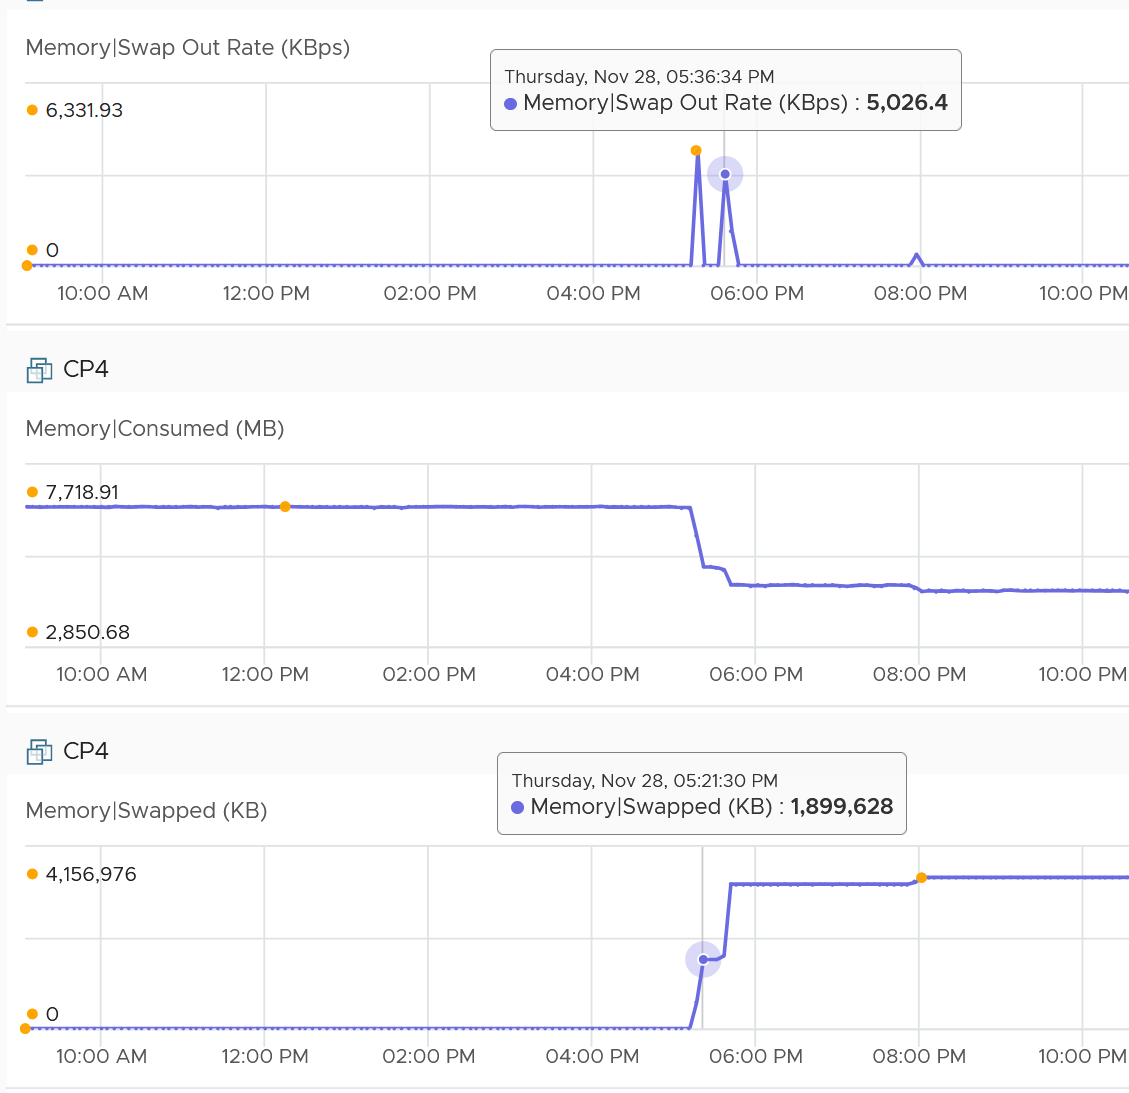 Memory|Swap Out Rate (KBps)
Thursday, Nov 28, 05:36:34 PM
Memory|Swap Out Rate (KBps) : 5,026.4
6,331.93
0
10:00 AM 12:00 PM 02:00 PM 04:00 PM 06:00 PM 08:00 PM 10:00 PM
CP4
Memory|Consumed (MB)
7,718.91
2,850.68
10:00 AM 12:00 PM 02:00 PM 04:00 PM 06:00 PM 08:00 PM 10:00 PM
CP4
Thursday, Nov 28, 05:21:30 PM
Memory|Swapped (KB) : 1,899,628
Memory|Swapped (KB)
4,156,976
0
10:00 AM 12:00 PM 02:00 PM 04:00 PM 06:00 PM 08:00 PM 10:00 PM